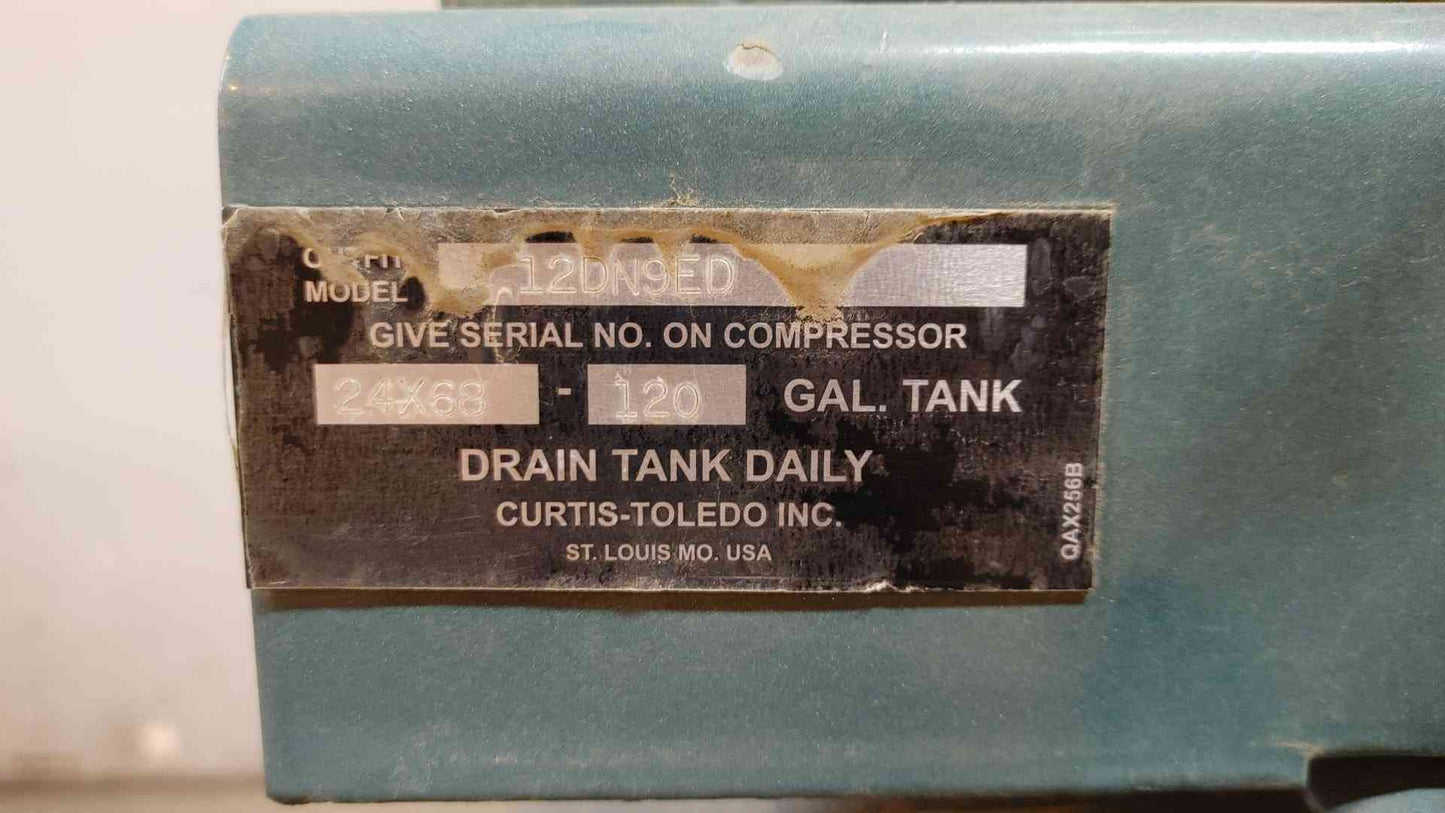 OUTFIT
MODEL 12DN9ED
GIVE SERIAL NO. ON COMPRESSOR
24X68 - 120 GAL. TANK
DRAIN TANK DAILY
CURTIS-TOLEDO INC.
ST. LOUIS MO. USA
QAX256B